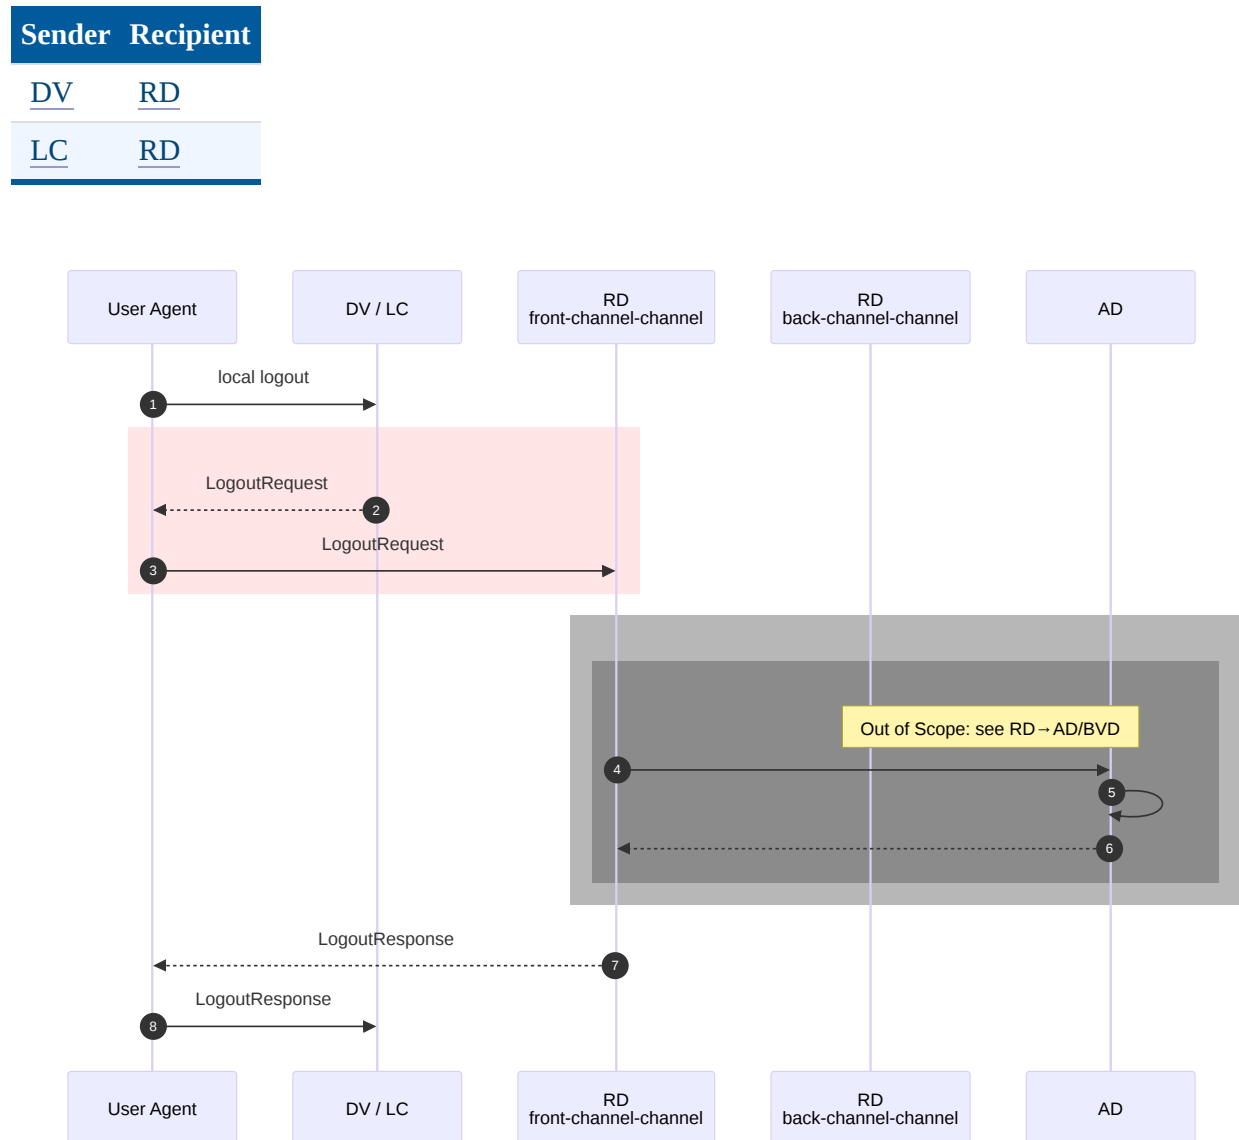 Sender Recipient
DV RD
LC RD
User Agent
DV / LC
RD
front-channel-channel
RD
back-channel-channel
AD
local logout
1
LogoutRequest
2
LogoutRequest
3
Out of Scope: see RD→AD/BVD
4
5
6
LogoutResponse
7
LogoutResponse
8
User Agent
DV / LC
RD
front-channel-channel
RD
back-channel-channel
AD